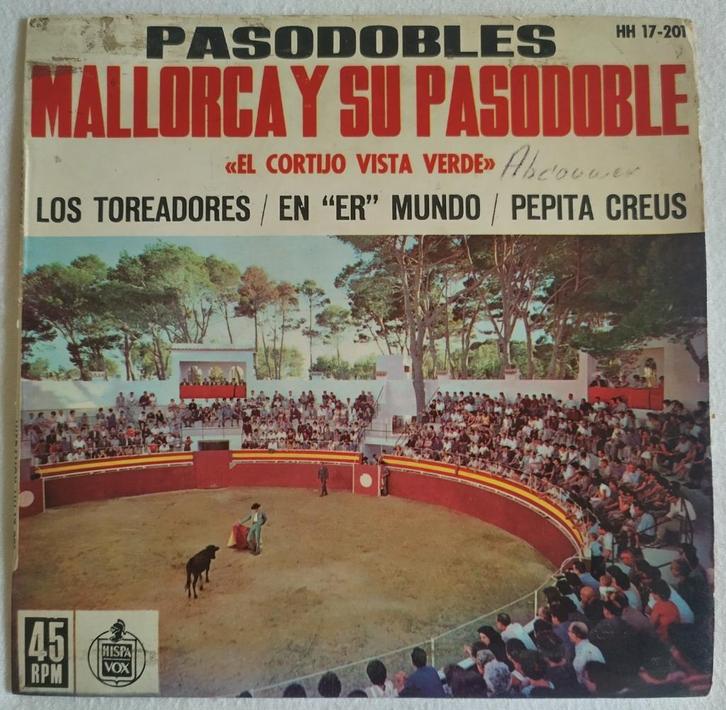 PASODOBLES
HH 17-201
MALLORCA Y SU PASODOBLE
«EL CORTIJO VISTA VERDE»
LOS TOREADORES / EN "ER" MUNDO / PEPITA CREUS
45
RPM
HISPA
VOX